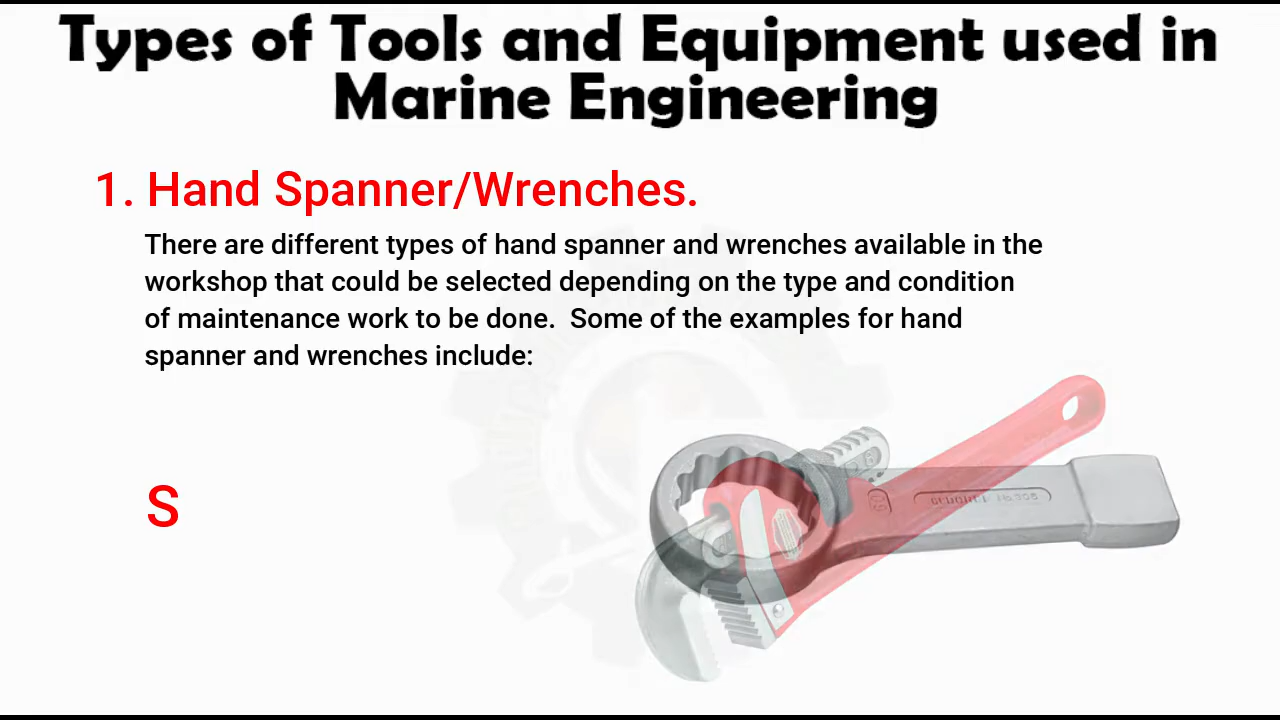 Types of Tools and Equipment used in
Marine Engineering
1. Hand Spanner/Wrenches.
There are different types of hand spanner and wrenches available in the
workshop that could be selected depending on the type and condition
of maintenance work to be done.  Some of the examples for hand
spanner and wrenches include:
S